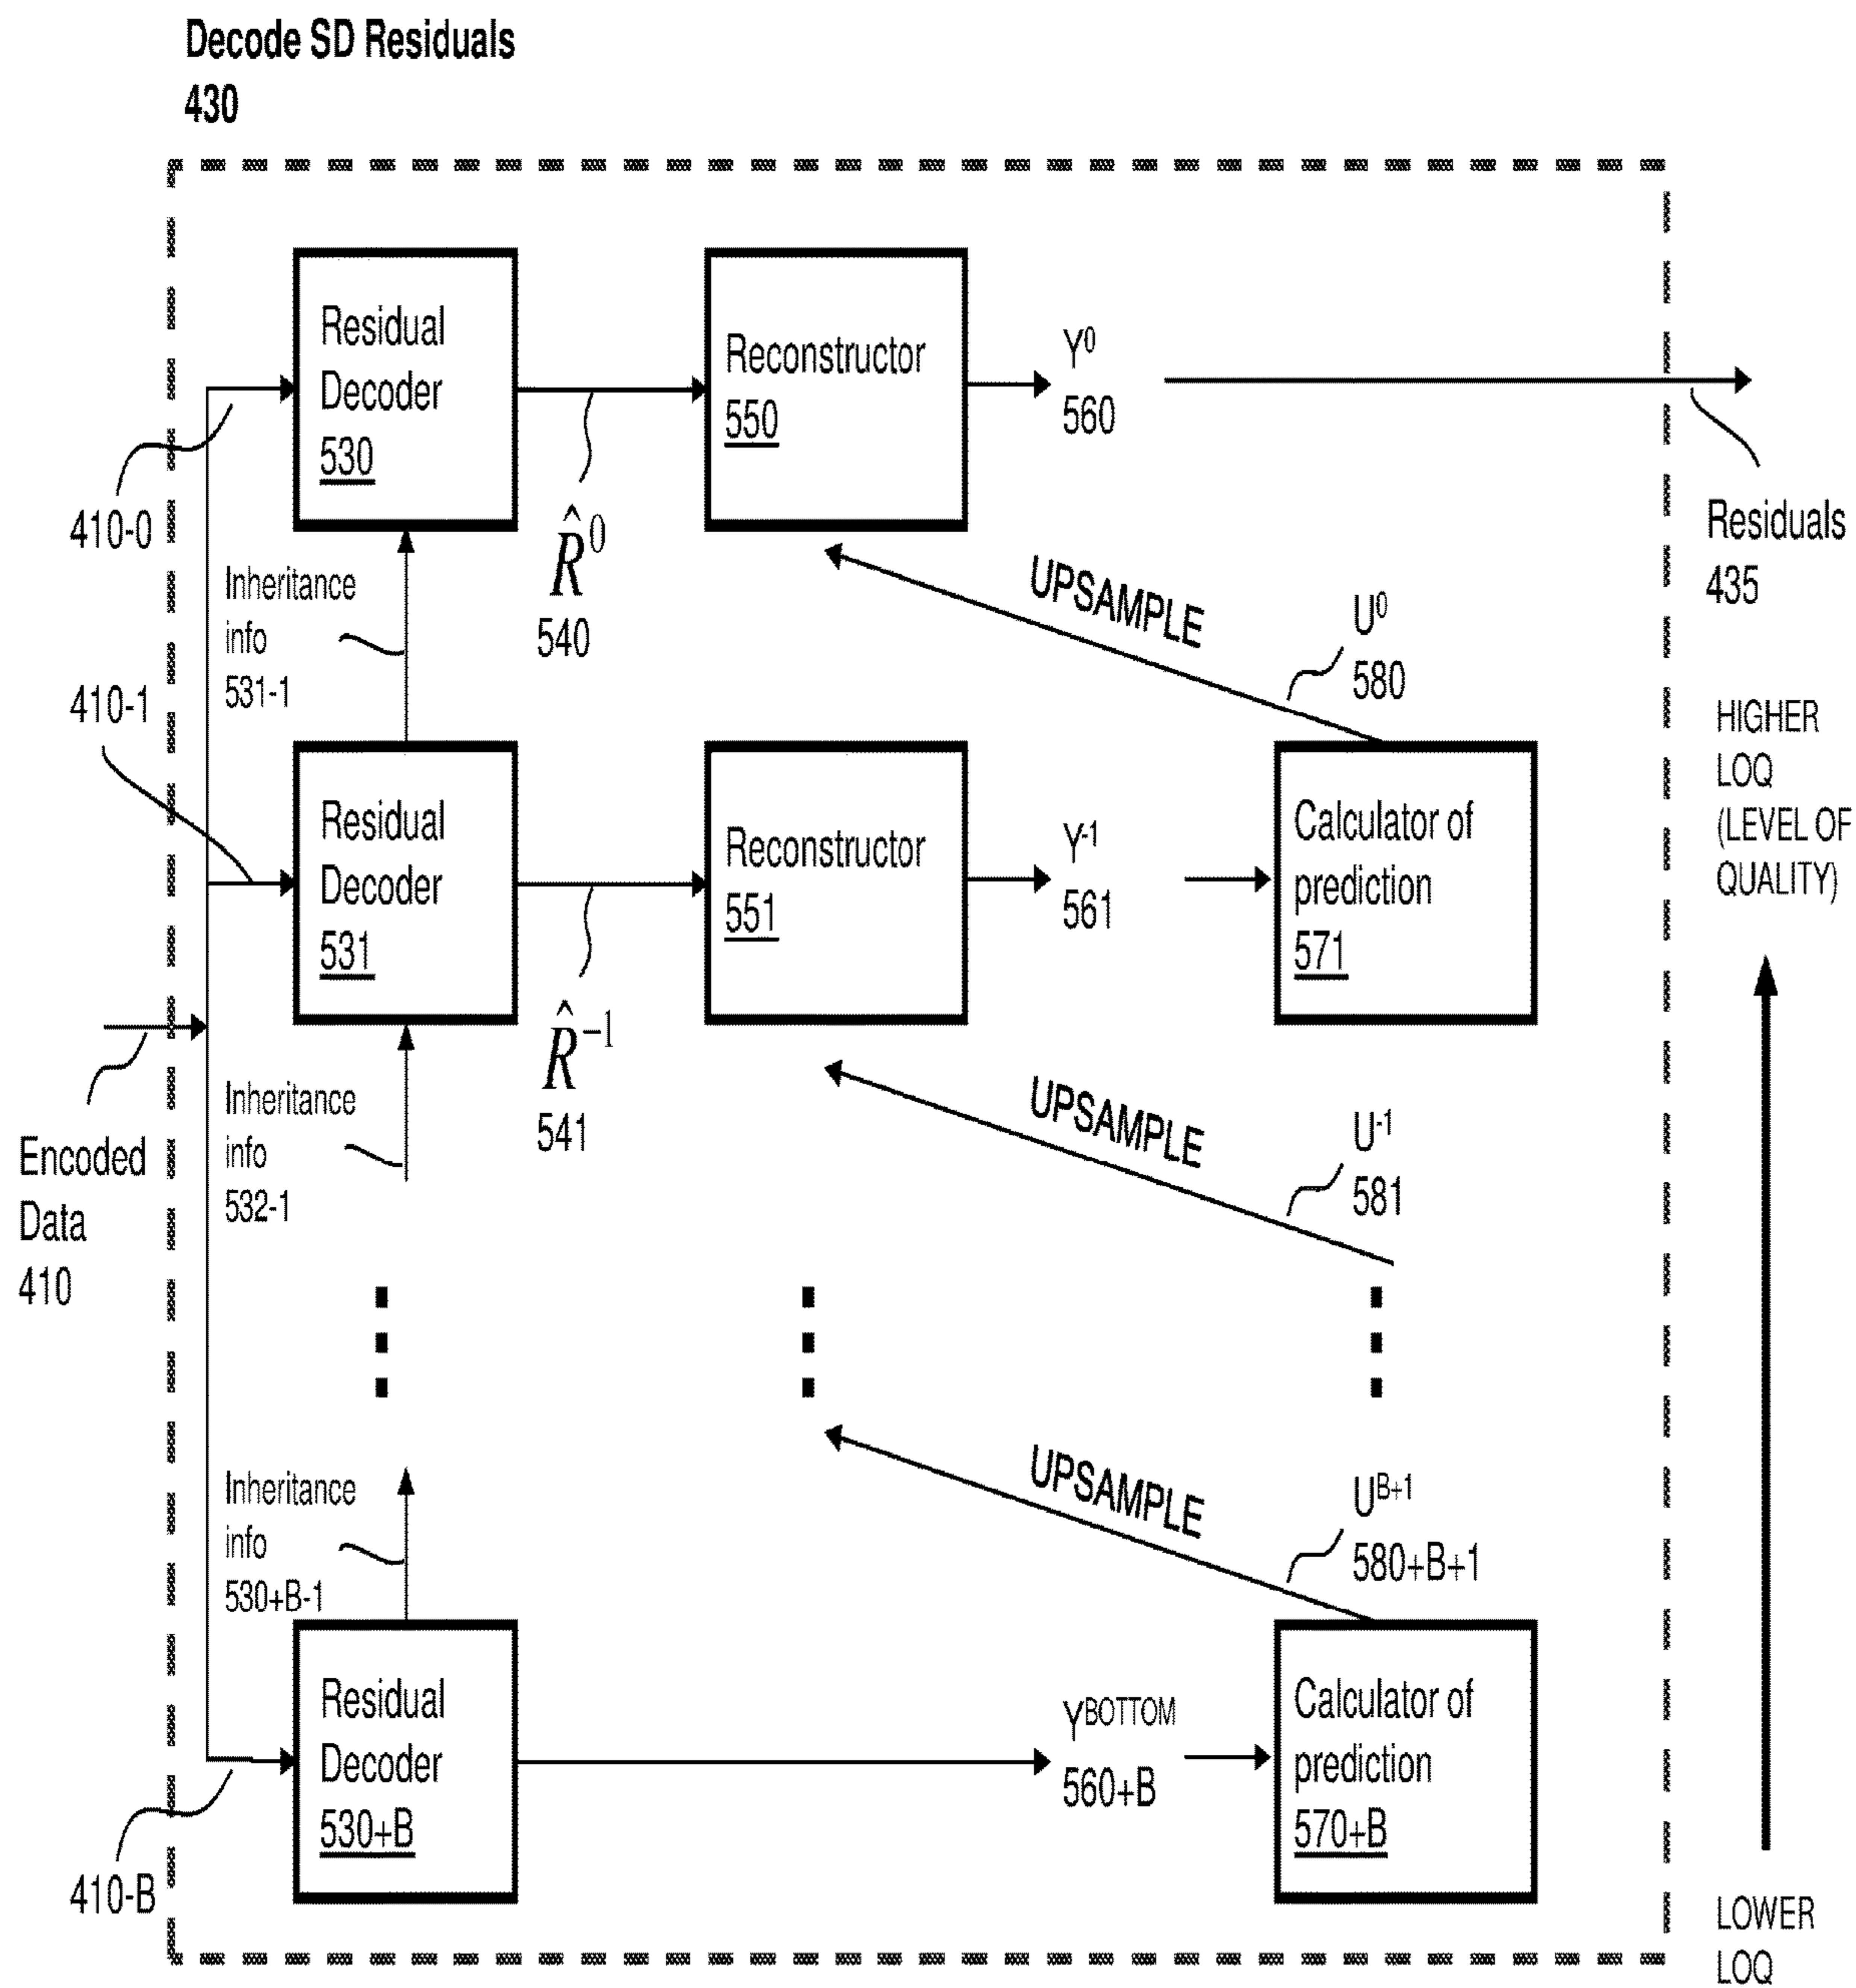 Decode SD Residuals
430
Residual
Decoder
530
Reconstructor
550
Y⁰
560
410-0
R̂⁰
540
Residuals
435
Inheritance
info
531-1
UPSAMPLE
U⁰
580
410-1
HIGHER
LOQ
(LEVEL OF
QUALITY)
Residual
Decoder
531
Reconstructor
551
Y⁻¹
561
Calculator of
prediction
571
R̂⁻¹
541
Encoded
Data
410
Inheritance
info
532-1
UPSAMPLE
U⁻¹
581
Inheritance
info
530+B-1
UPSAMPLE
Uᴮ⁺¹
580+B+1
Residual
Decoder
530+B
YBOTTOM
560+B
Calculator of
prediction
570+B
410-B
LOWER
LOQ